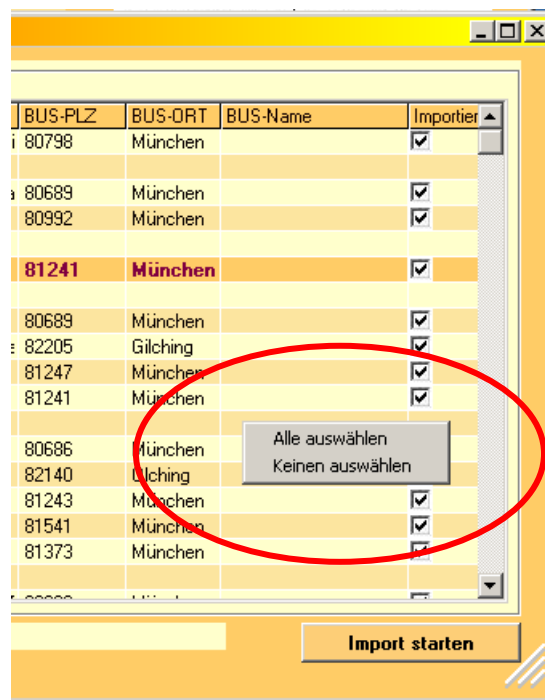 BUS-PLZ BUS-ORT BUS-Name Importier
i 80798 München
a 80689 München
80992 München
81241 München
80689 München
e 82205 Gilching
81247 München
81241 München
Alle auswählen
80686 München
Keinen auswählen
82140 Olching
81243 München
81541 München
81373 München
Import starten